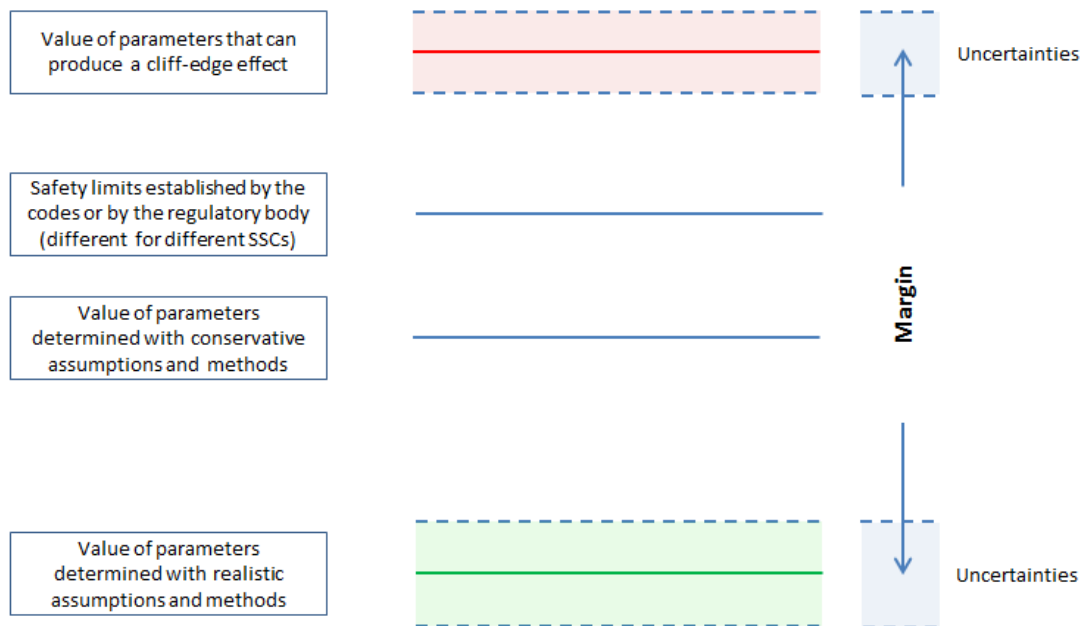 Value of parameters that can
produce a cliff-edge effect
Uncertainties
Safety limits established by the
codes or by the regulatory body
(different for different SSCs)
Margin
Value of parameters
determined with conservative
assumptions and methods
Value of parameters
determined with realistic
assumptions and methods
Uncertainties